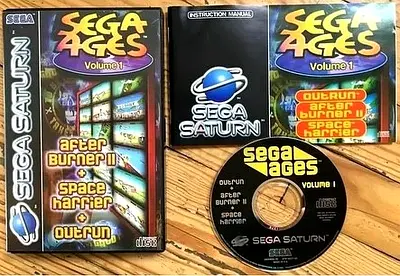 SEGA
SEGA
AGES
Volume 1
after
Burner II
+
space
harrier
+
outrun
SEGA SATURN
INSTRUCTION MANUAL
SEGA
SATURN
SEGA
AGES
Volume 1
outrun
after
burner II
space
harrier
sega
ages
volume 1
outrun
+
after
burner II
+
space
harrier
SEGA SATURN